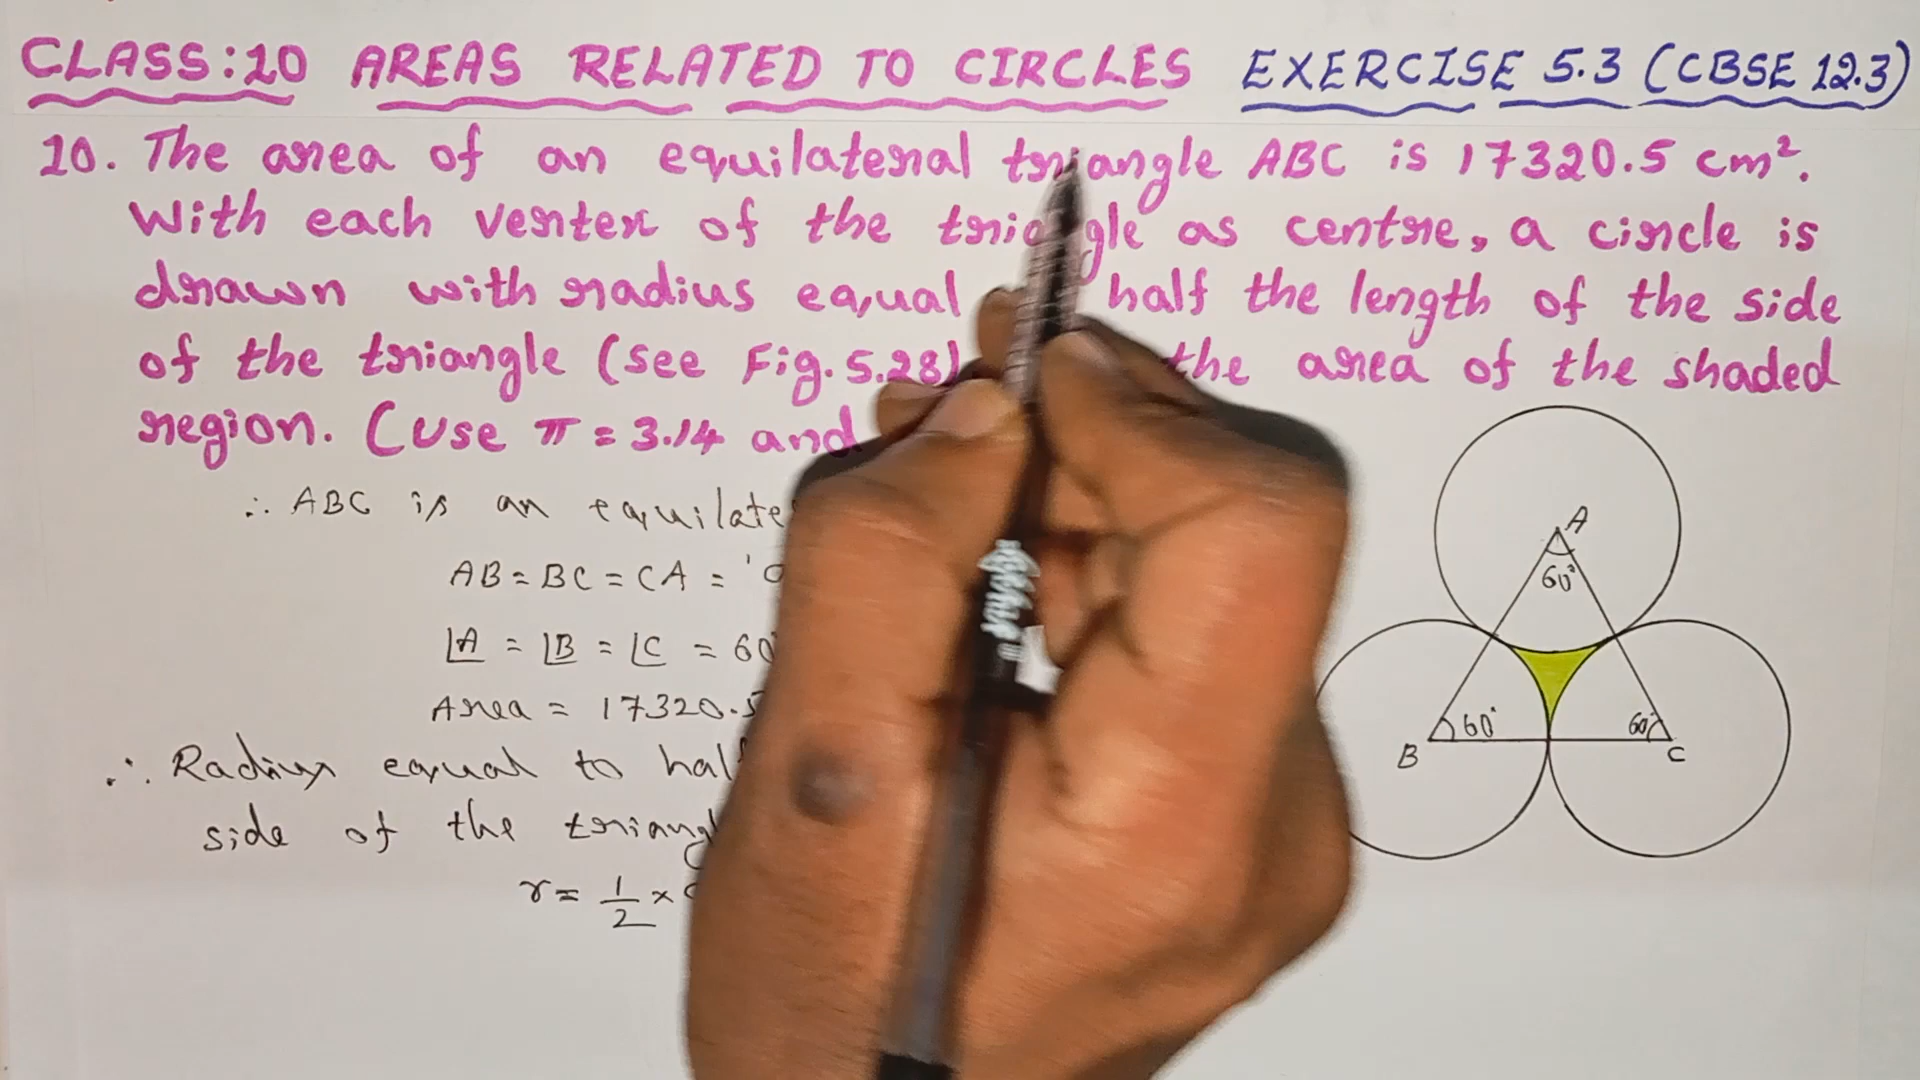 CLASS:10 AREAS RELATED TO CIRCLES EXERCISE 5.3 (CBSE 12.3)
10. The area of an equilateral triangle ABC is 17320.5 cm².
With each vertex of the triangle as centre, a circle is
drawn with radius equal half the length of the side
of the triangle (see Fig. 5.28) the area of the shaded
region. (Use π = 3.14 and
∴ ABC is an
AB = BC = CA = 'a
∠A = ∠B = ∠C = 60
Area = 17320.5
∴ Radius equal to
side of the
r = 1/2 ×
A
60°
B 60° 60° C